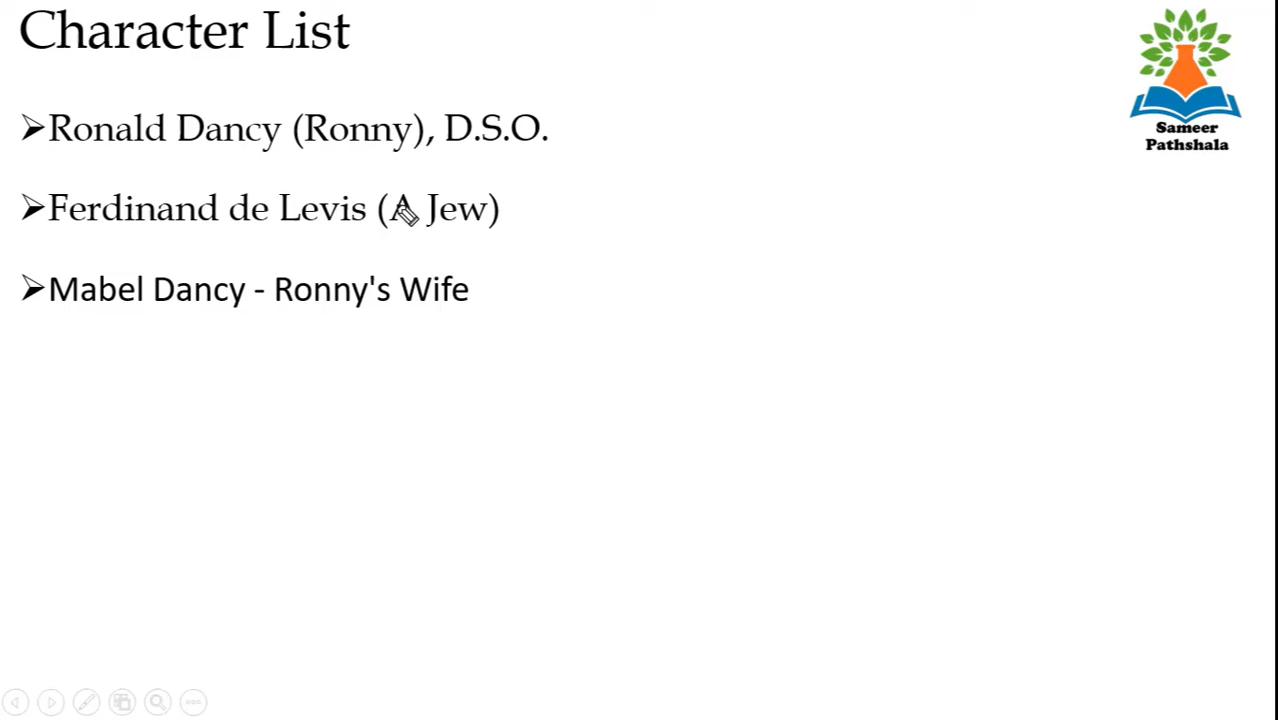 Character List
➢Ronald Dancy (Ronny), D.S.O.
➢Ferdinand de Levis (A Jew)
➢Mabel Dancy - Ronny's Wife
Sameer
Pathshala